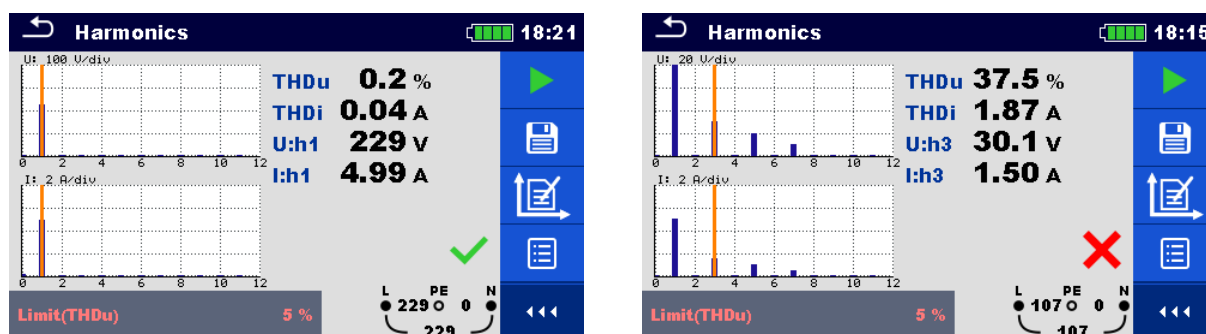 Harmonics 18:21
U: 100 V/div
THDu 0.2 %
THDi 0.04 A
U:h1 229 V
I:h1 4.99 A
0 2 4 6 8 10 12
I: 2 A/div
0 2 4 6 8 10 12
Limit(THDu) 5 %
L PE N
229 0
229
Harmonics 18:15
U: 20 V/div
THDu 37.5 %
THDi 1.87 A
U:h3 30.1 V
I:h3 1.50 A
0 2 4 6 8 10 12
I: 2 A/div
0 2 4 6 8 10 12
Limit(THDu) 5 %
L PE N
107 0
107